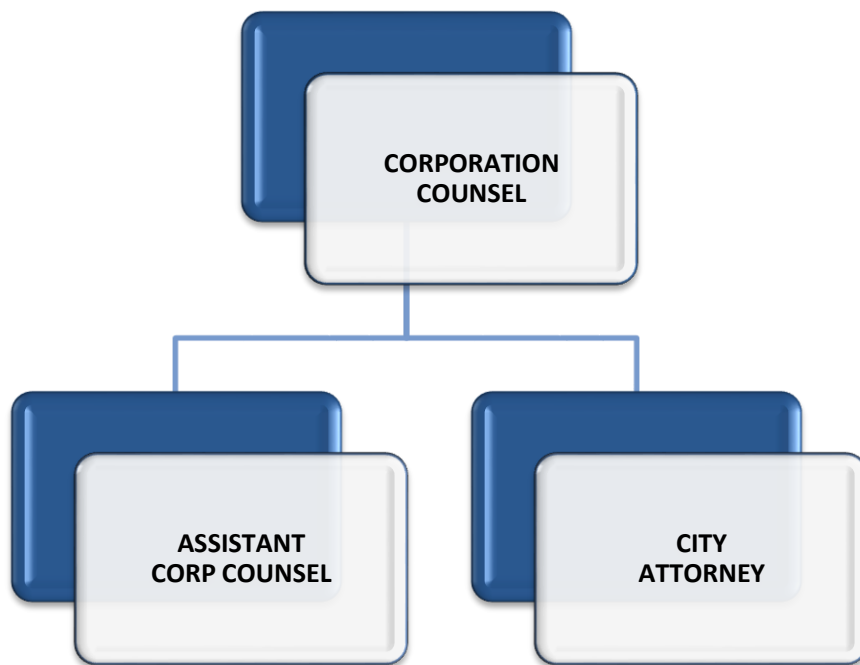 CORPORATION
COUNSEL
ASSISTANT
CORP COUNSEL
CITY
ATTORNEY